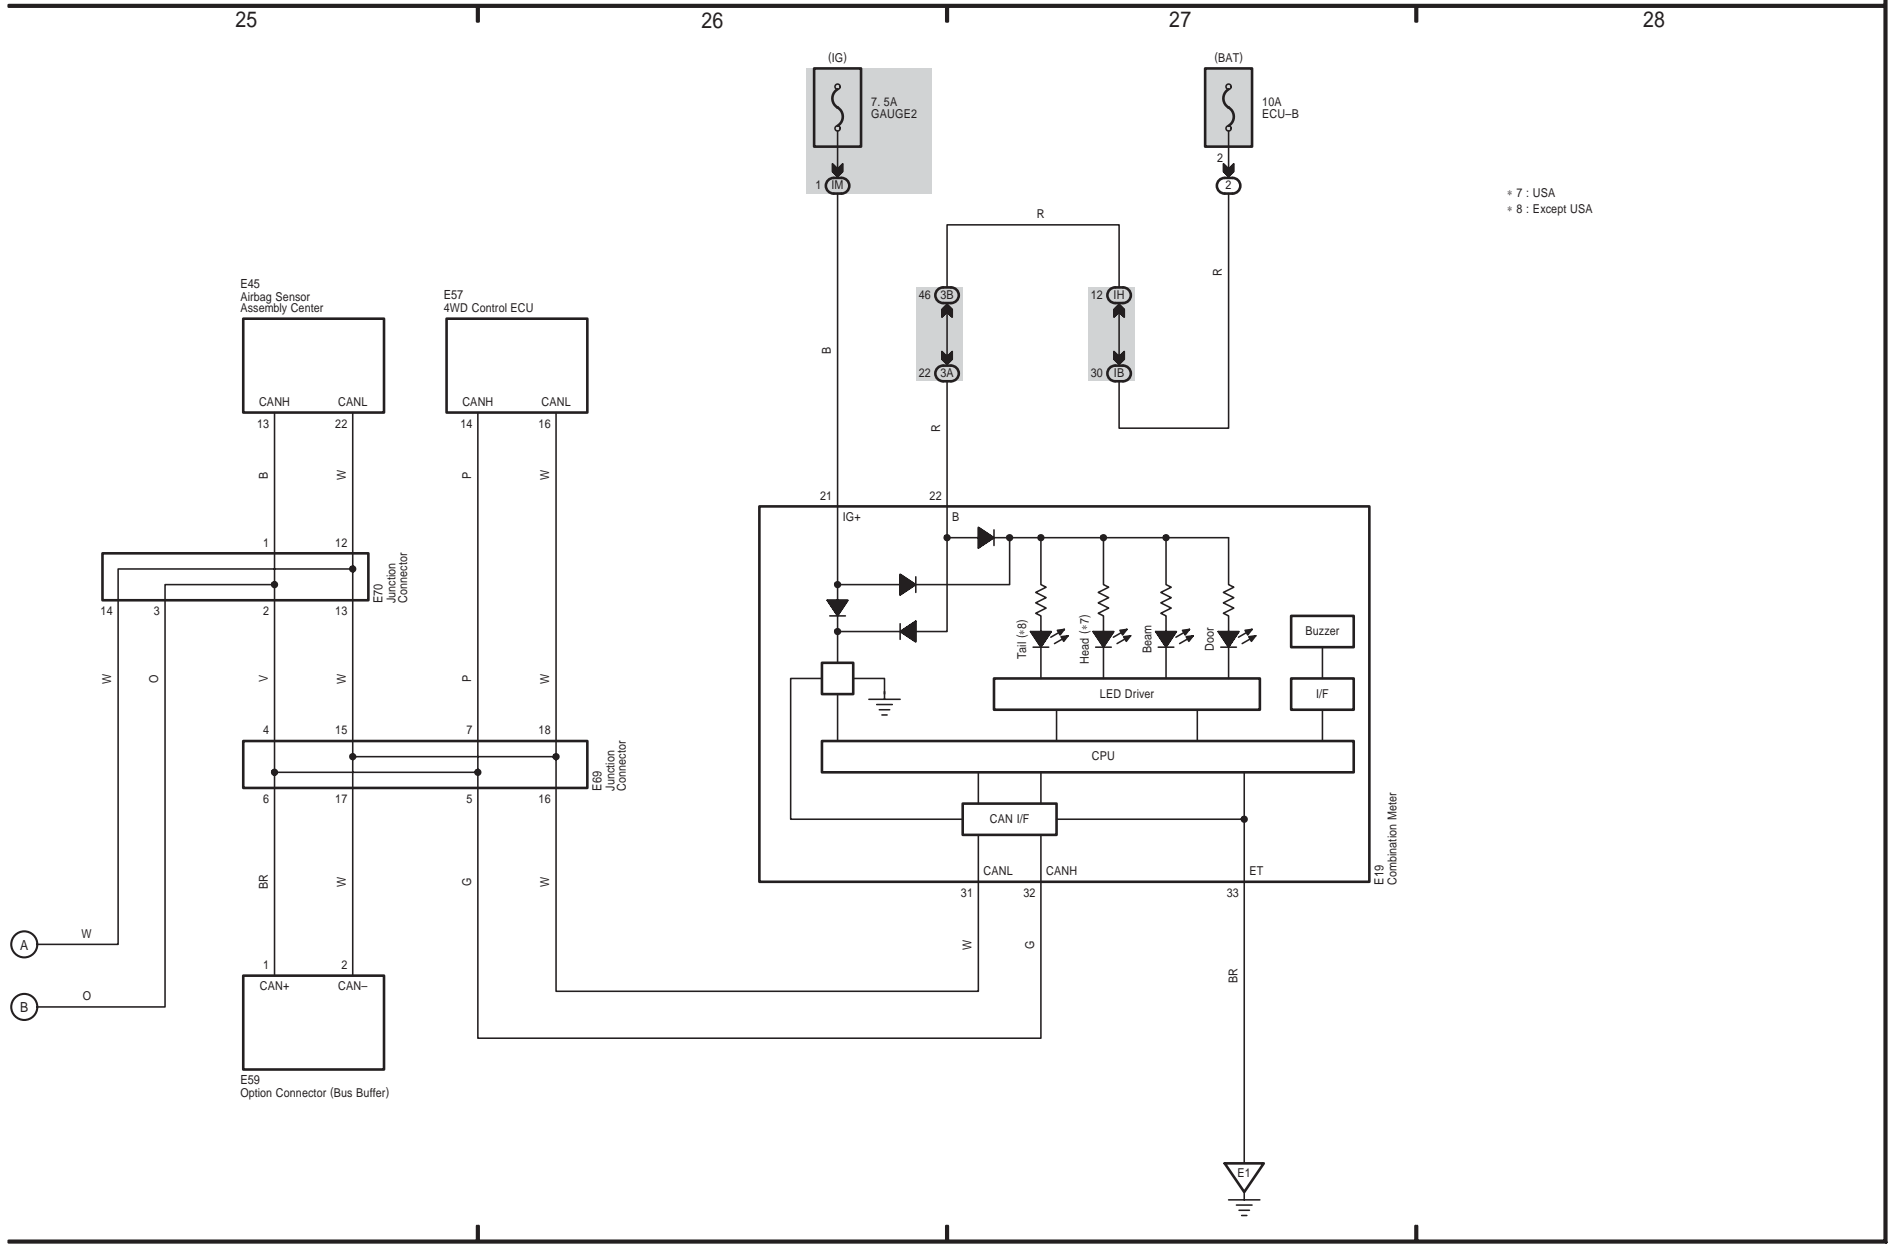 25
26
27
28
(IG)
7. 5A
GAUGE2
1
IM
(BAT)
10A
ECU–B
2
2
* 7 : USA
* 8 : Except USA
R
R
46
3B
12
IH
22
3A
30
IB
B
R
E45
Airbag Sensor
Assembly Center
E57
4WD Control ECU
CANH
CANL
CANH
CANL
13
22
14
16
B
W
P
W
1
12
E70
Junction
Connector
14
3
2
13
W
O
V
W
P
W
4
15
7
18
E69
Junction
Connector
6
17
5
16
BR
W
G
W
A
W
B
O
1
2
CAN+
CAN–
E59
Option Connector (Bus Buffer)
21
22
IG+
B
Tail (*8)
Head (*7)
Beam
Door
Buzzer
LED Driver
I/F
CPU
CAN I/F
CANL
CANH
ET
E19
Combination Meter
31
32
33
W
G
BR
E1